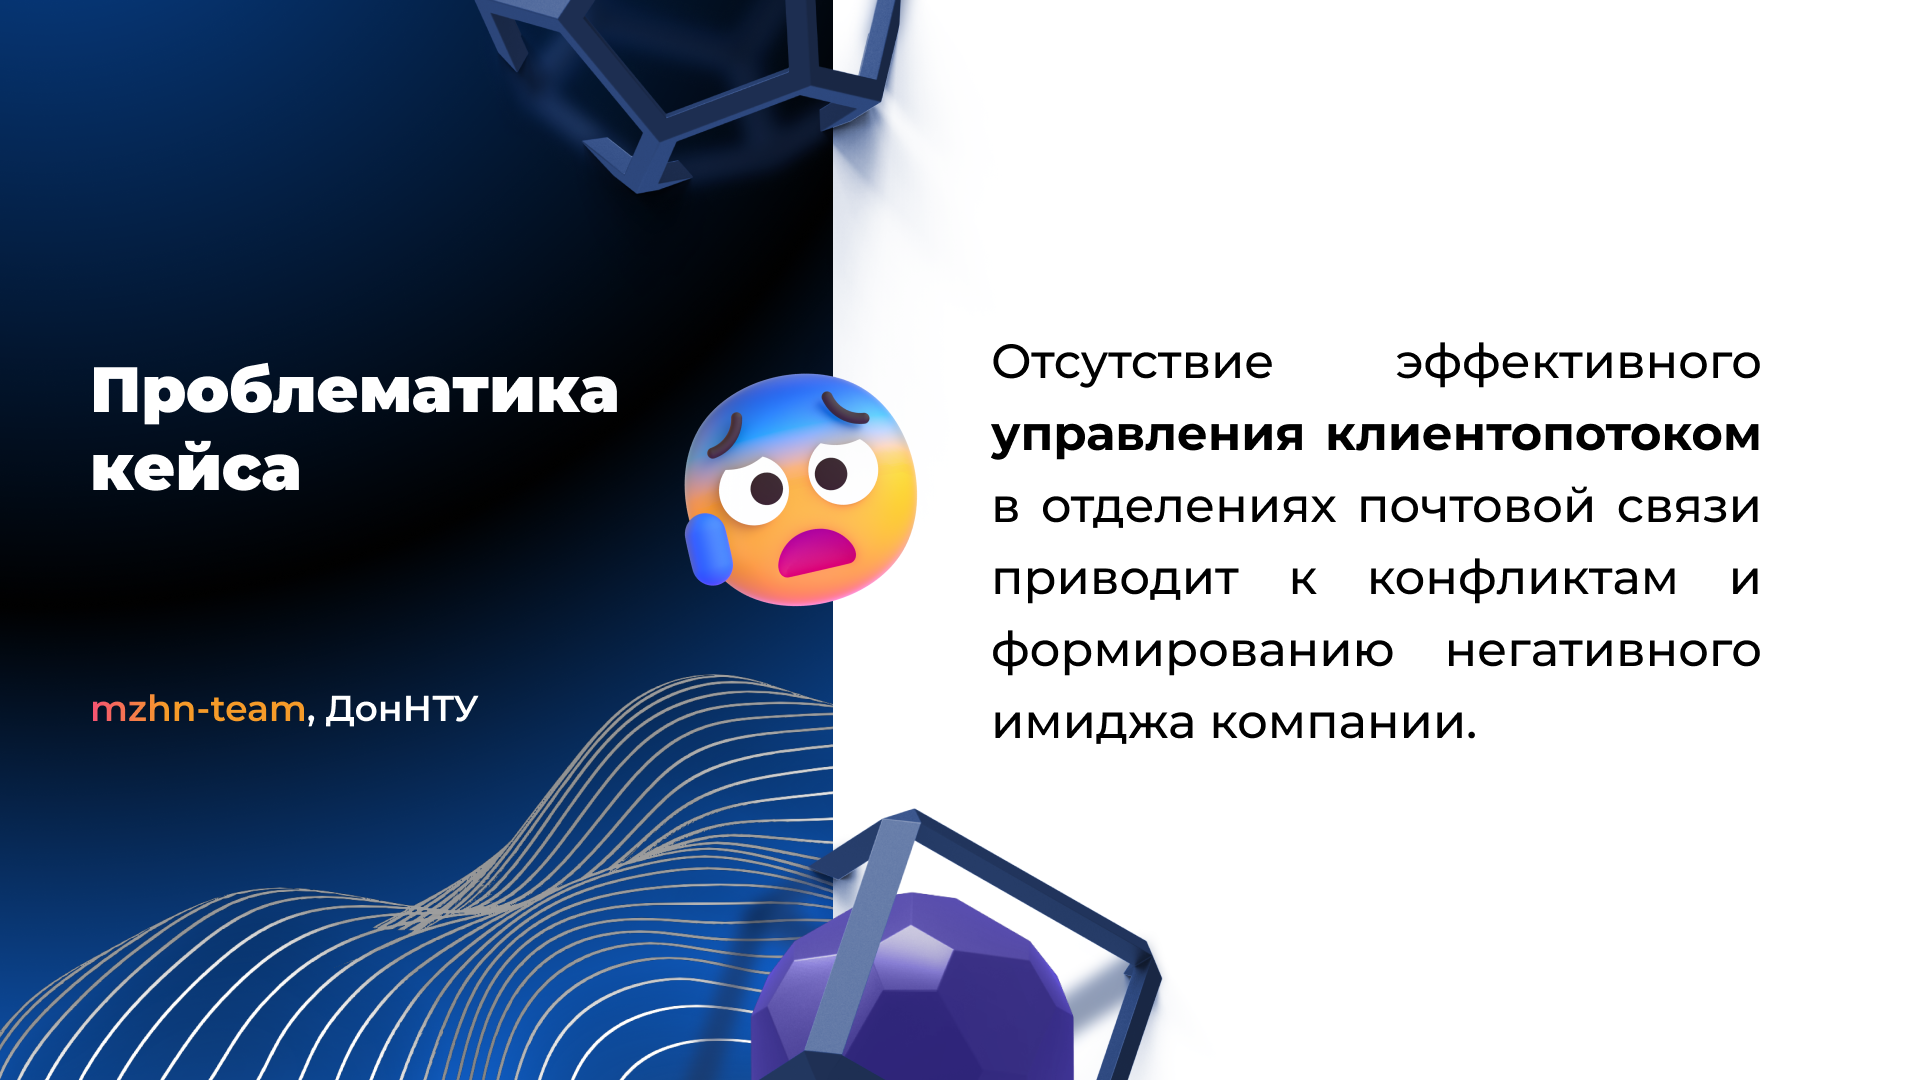 Проблематика
кейса
mzhn-team, ДонНТУ
Отсутствие эффективного
управления клиентопотоком
в отделениях почтовой связи
приводит к конфликтам и
формированию негативного
имиджа компании.